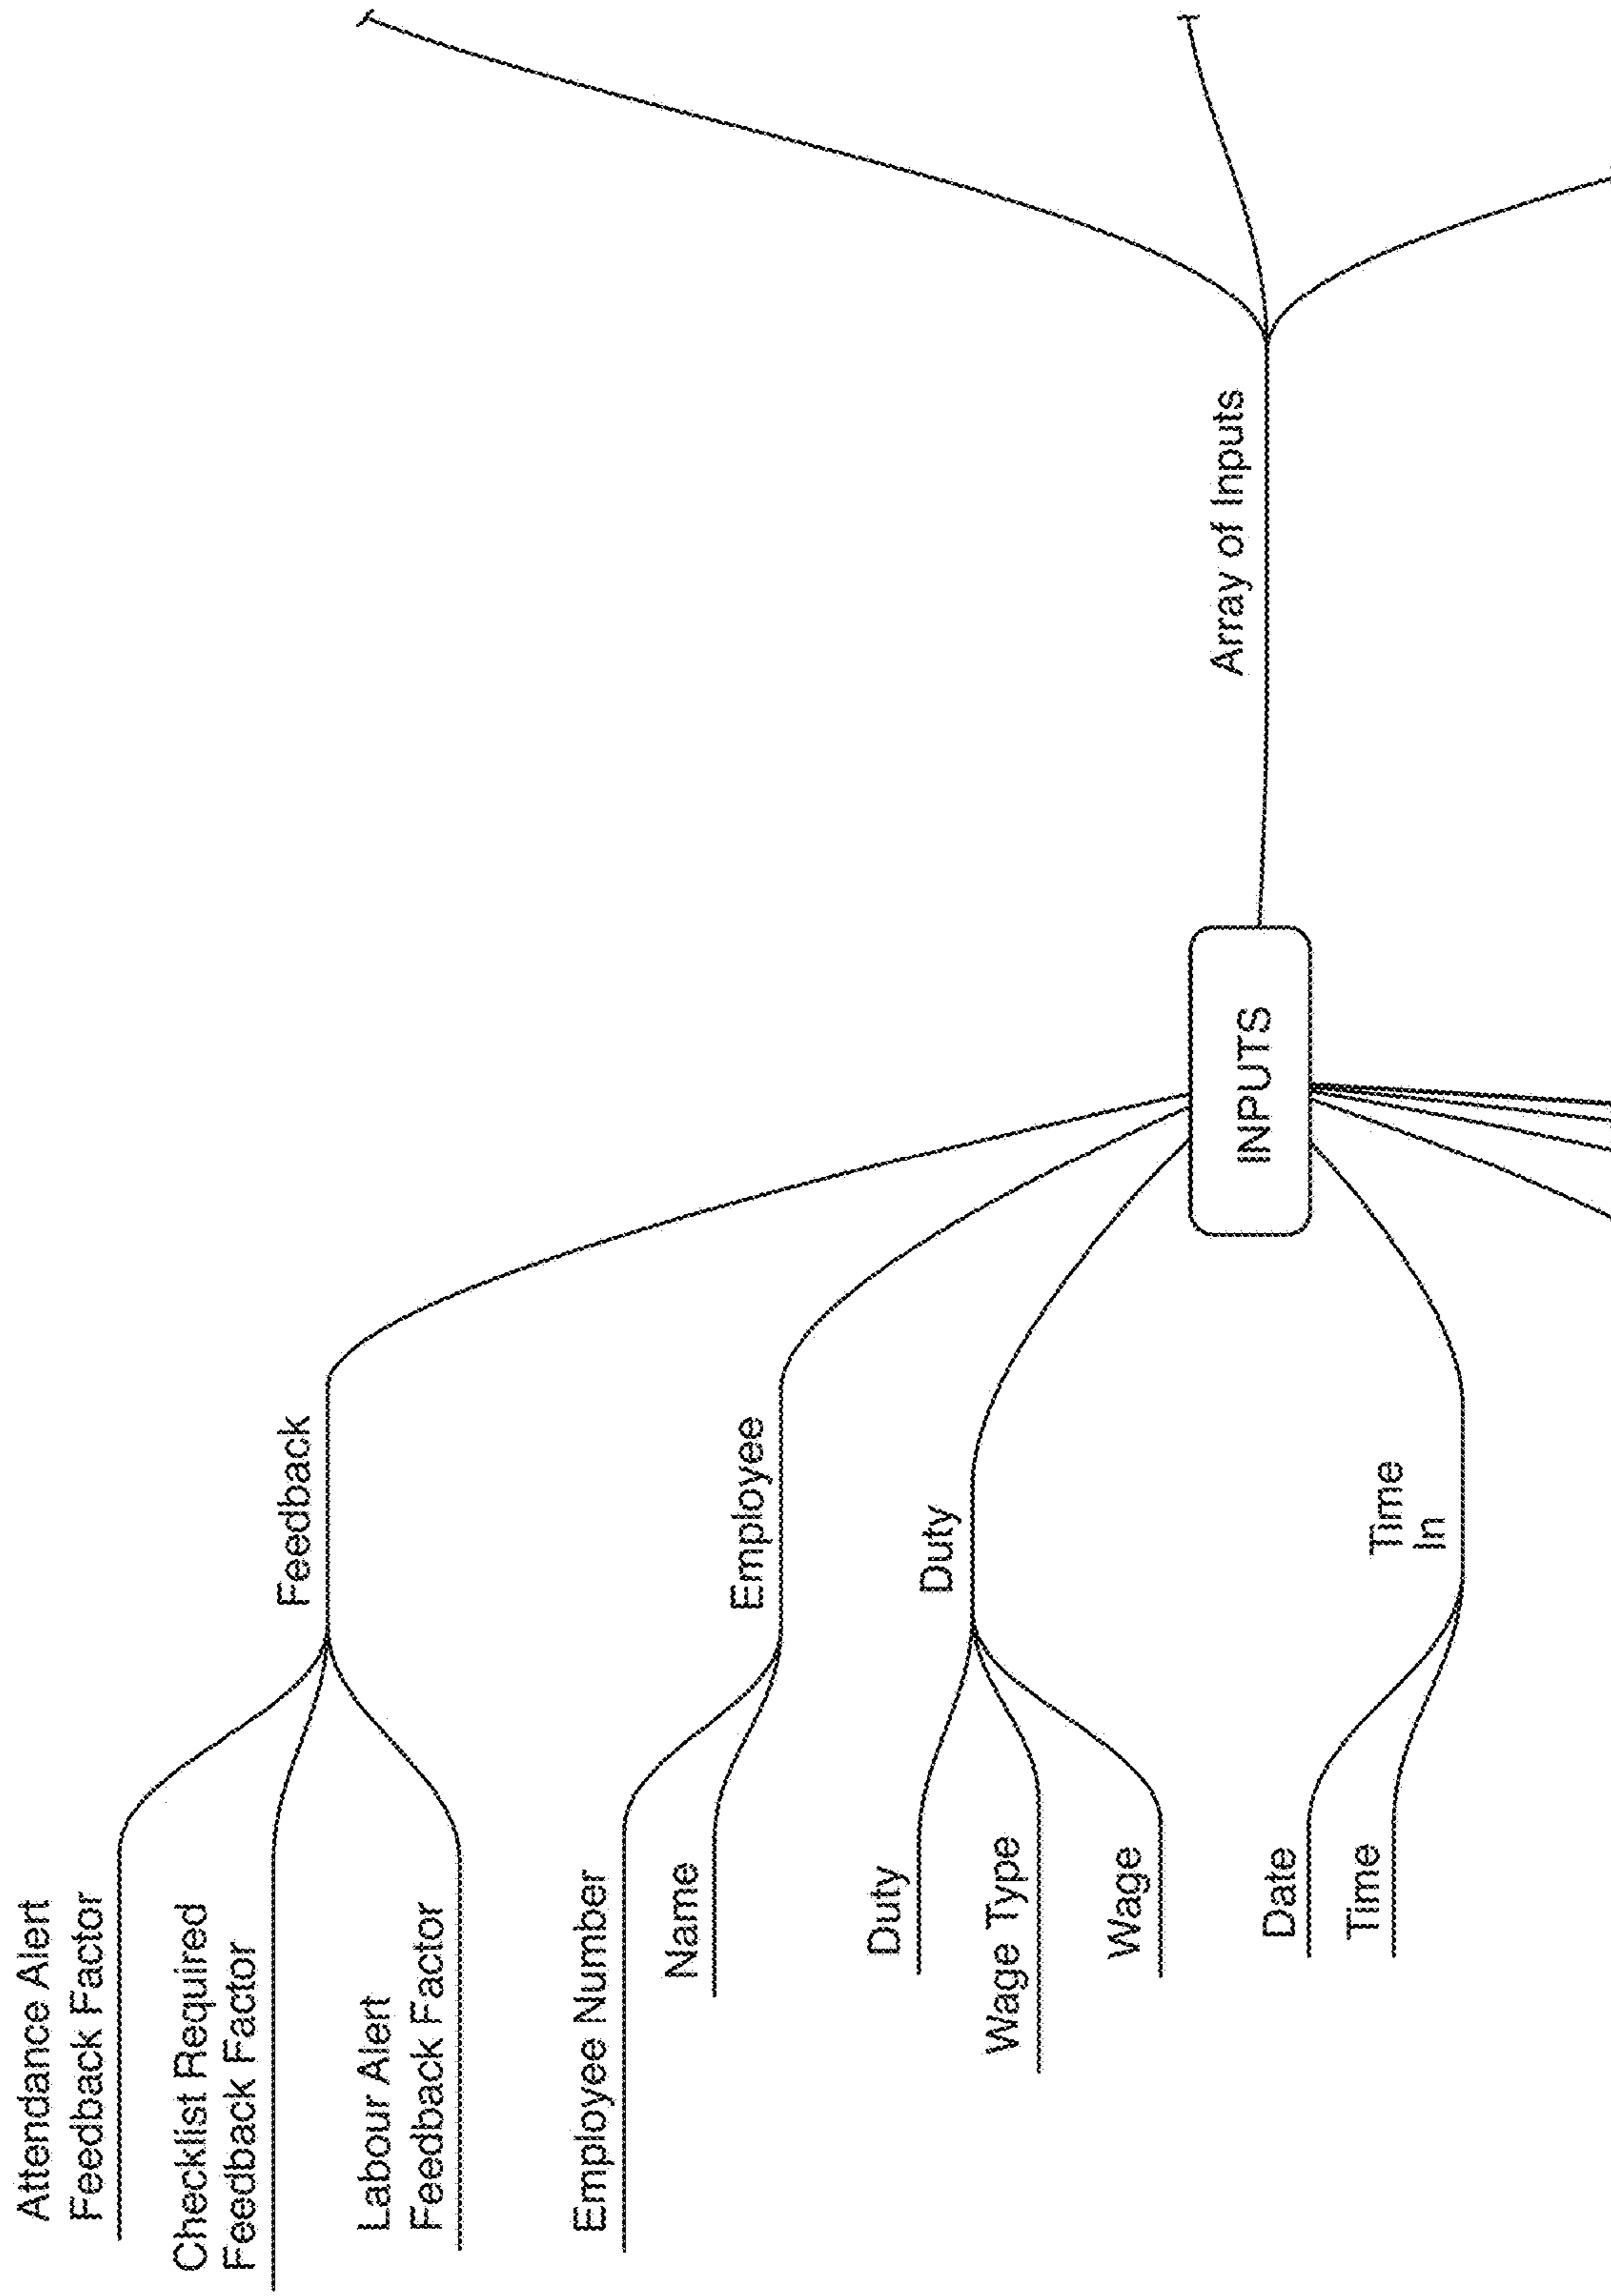 Attendance Alert
Feedback Factor
Checklist Required
Feedback Factor
Labour Alert
Feedback Factor
Feedback
Employee Number
Name
Employee
Duty
Wage Type
Wage
Duty
Date
Time
Time
In
INPUTS
Array of Inputs